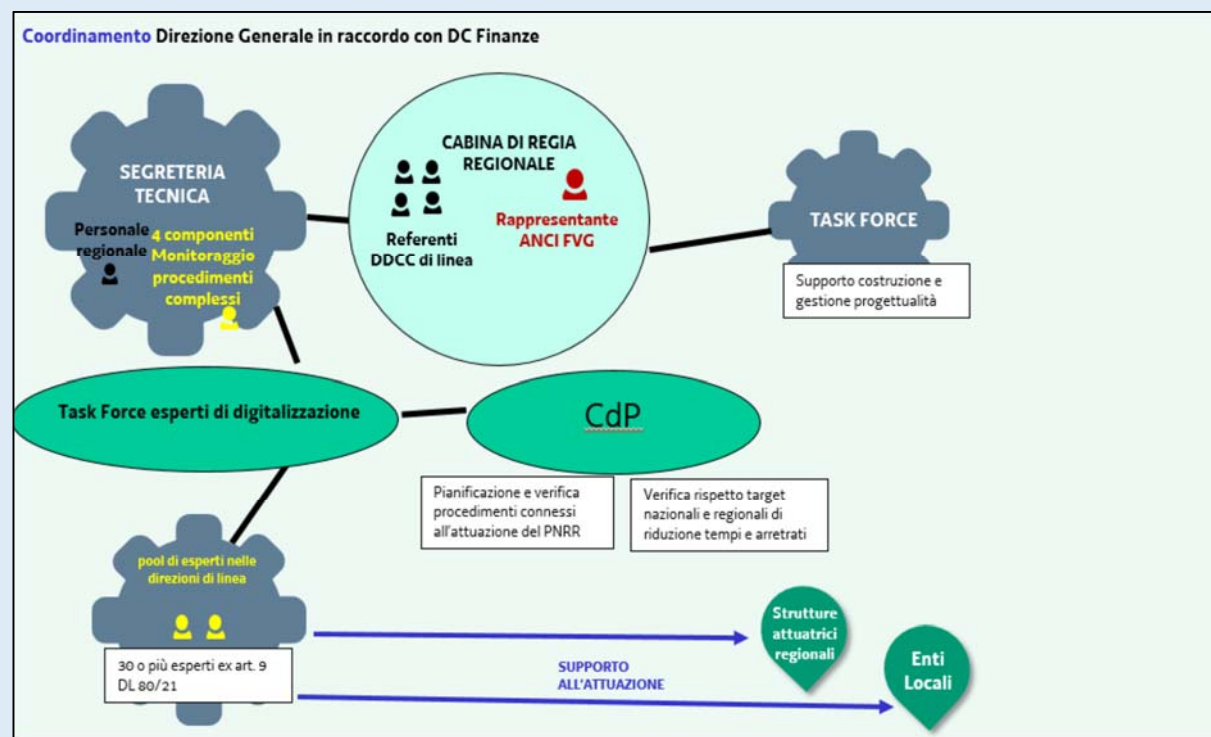 Coordinamento Direzione Generale in raccordo con DC Finanze
SEGRETERIA
TECNICA
Personale
regionale
4 componenti
Monitoraggio
procedimenti
complessi
CABINA DI REGIA
REGIONALE
Referenti
DDCC di linea
Rappresentante
ANCI FVG
TASK FORCE
Supporto costruzione e
gestione progettualità
Task Force esperti di digitalizzazione
CdP
Pianificazione e verifica
procedimenti connessi
all'attuazione del PNRR
Verifica rispetto target
nazionali e regionali di
riduzione tempi e arretrati
pool di esperti nelle
direzioni di linea
30 o più esperti ex art. 9
DL 80/21
SUPPORTO
ALL'ATTUAZIONE
Strutture
attuatrici
regionali
Enti
Locali